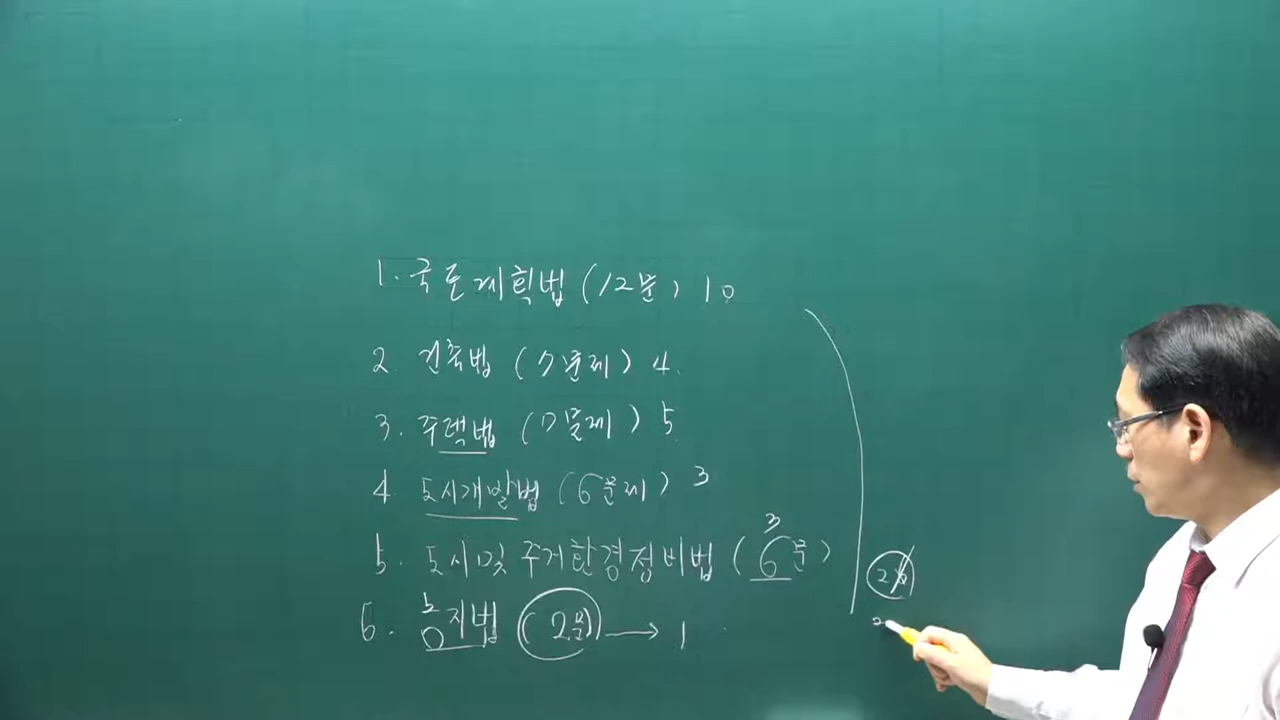 1. 국토계획법 (12문) 10
2. 건축법 (7문제) 4.
3. 주택법 (7문제) 5.
4 도시개발법 (6문제) 3
5. 도시및 주거환경정비법 (6문) 3
6. 농지법 (2문) → 1